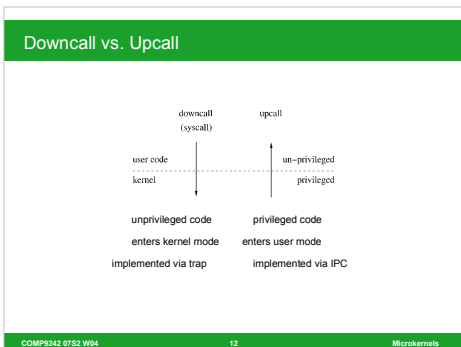 Downcall vs. Upcall
downcall upcall
(syscall)
user code un-privileged
kernel privileged
unprivileged code privileged code
enters kernel mode enters user mode
implemented via trap implemented via IPC
COMP9242 07S2 W04 12 Microkernels